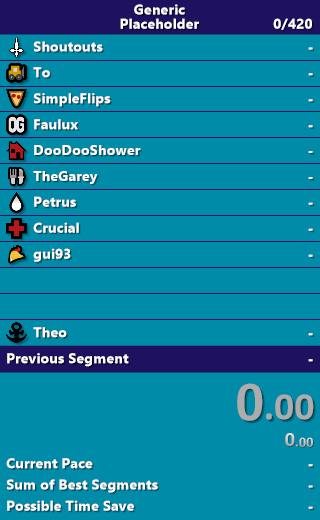 Generic
Placeholder
0/420
Shoutouts -
To -
SimpleFlips -
OG Faulux -
DooDooShower -
TheGarey -
Petrus -
Crucial -
gui93 -
Theo -
Previous Segment -
0.00
0.00
Current Pace -
Sum of Best Segments -
Possible Time Save -